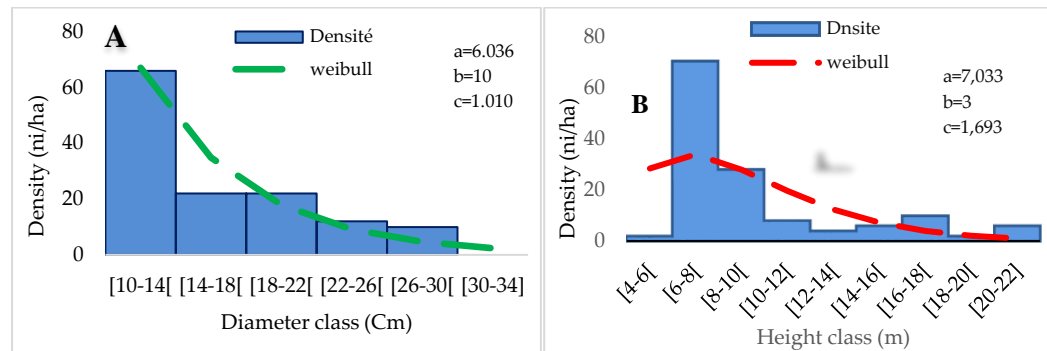 A
Densité
weibull
a=6.036
b=10
c=1.010
Density (ni/ha)
80
60
40
20
0
[10-14[ [14-18[ [18-22[ [22-26[ [26-30[ [30-34]
Diameter class (Cm)
B
Dnsite
weibull
a=7,033
b=3
c=1,693
Density (ni/ha)
80
60
40
20
0
[4-6[
[6-8[
[8-10[
[10-12[
[12-14[
[14-16[
[16-18[
[18-20[
[20-22]
Height class (m)